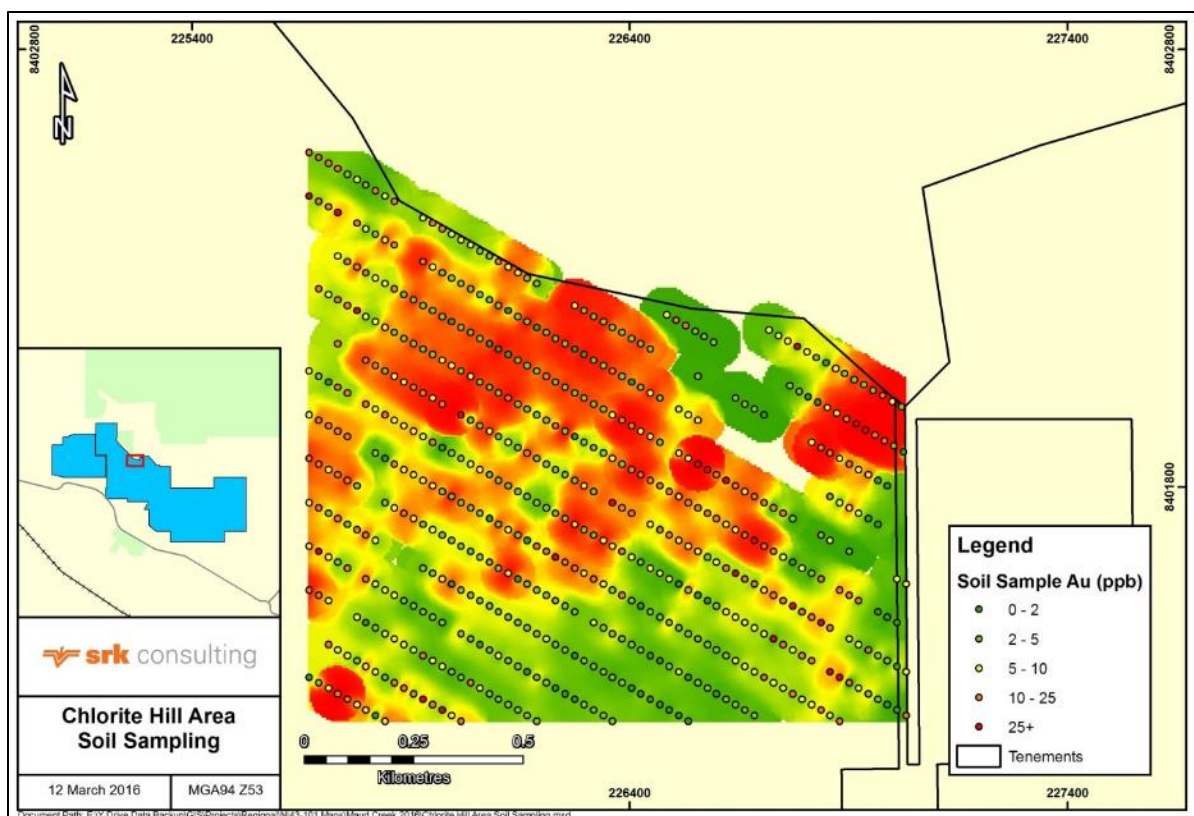 225400
226400
227400
8402800
8402800
N
8401800
srk consulting
Chlorite Hill Area
Soil Sampling
12 March 2016
MGA94 Z53
0
0.25
0.5
Kilometres
Legend
Soil Sample Au (ppb)
0 - 2
2 - 5
5 - 10
10 - 25
25+
Tenements
226400
227400